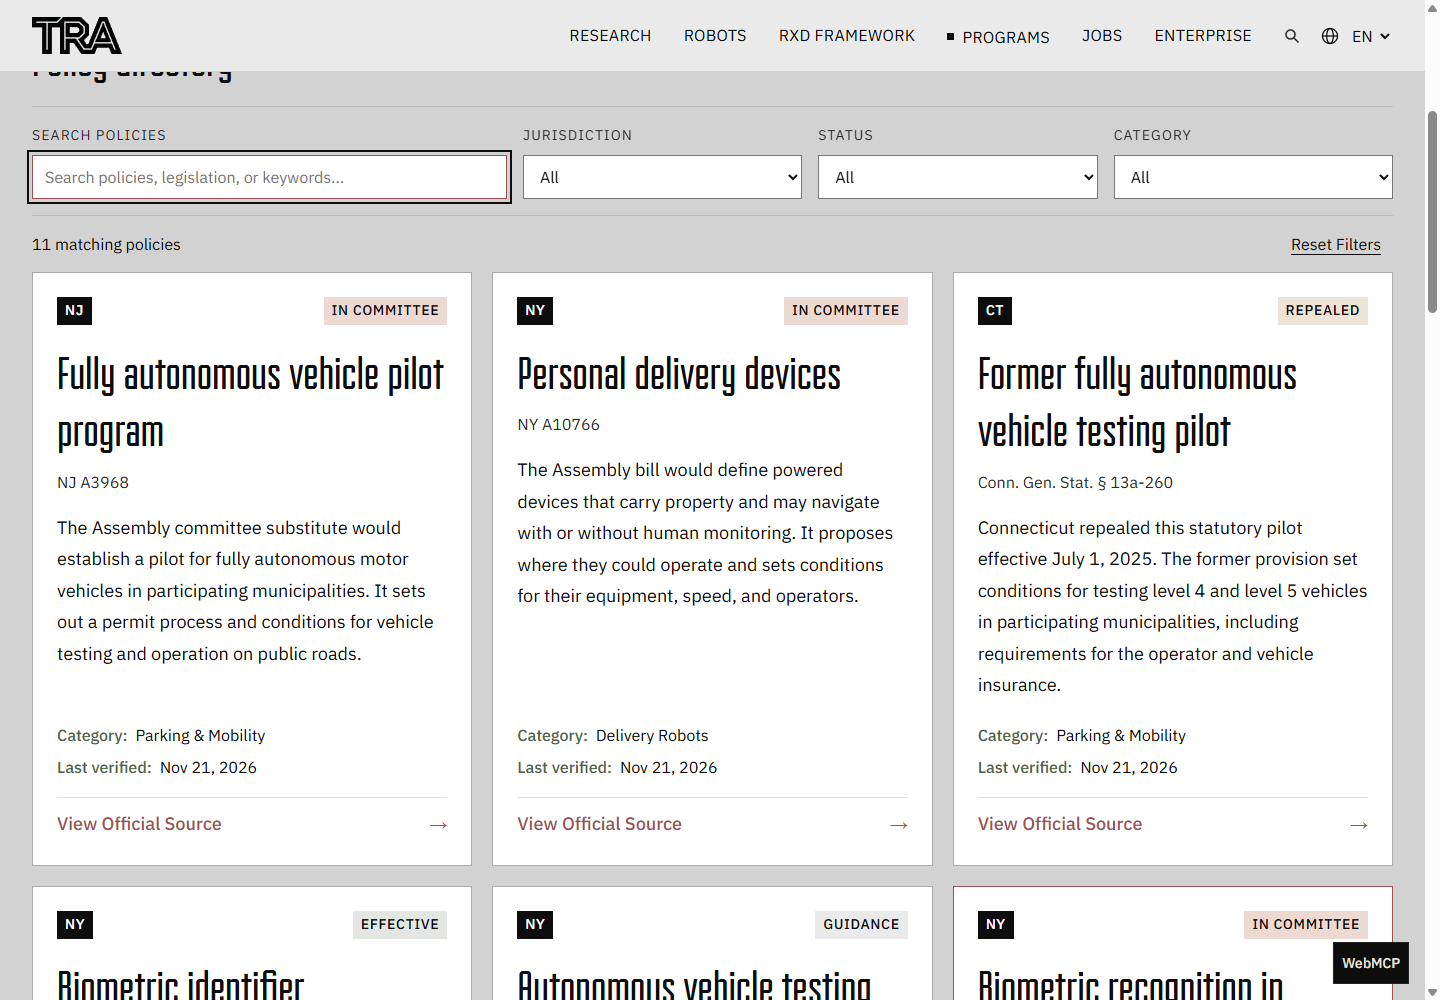 TRA
RESEARCH
ROBOTS
RXD FRAMEWORK
PROGRAMS
JOBS
ENTERPRISE
EN
Policy directory
SEARCH POLICIES
JURISDICTION
STATUS
CATEGORY
Search policies, legislation, or keywords...
All
All
All
11 matching policies
Reset Filters
NJ
IN COMMITTEE
Fully autonomous vehicle pilot
program
NJ A3968
The Assembly committee substitute would
establish a pilot for fully autonomous motor
vehicles in participating municipalities. It sets
out a permit process and conditions for vehicle
testing and operation on public roads.
Category: Parking & Mobility
Last verified: Nov 21, 2026
View Official Source →
NY
IN COMMITTEE
Personal delivery devices
NY A10766
The Assembly bill would define powered
devices that carry property and may navigate
with or without human monitoring. It proposes
where they could operate and sets conditions
for their equipment, speed, and operators.
Category: Delivery Robots
Last verified: Nov 21, 2026
View Official Source →
CT
REPEALED
Former fully autonomous
vehicle testing pilot
Conn. Gen. Stat. § 13a-260
Connecticut repealed this statutory pilot
effective July 1, 2025. The former provision set
conditions for testing level 4 and level 5 vehicles
in participating municipalities, including
requirements for the operator and vehicle
insurance.
Category: Parking & Mobility
Last verified: Nov 21, 2026
View Official Source →
NY
EFFECTIVE
Biometric identifier
NY
GUIDANCE
Autonomous vehicle testing
NY
IN COMMITTEE
Biometric recognition in
WebMCP